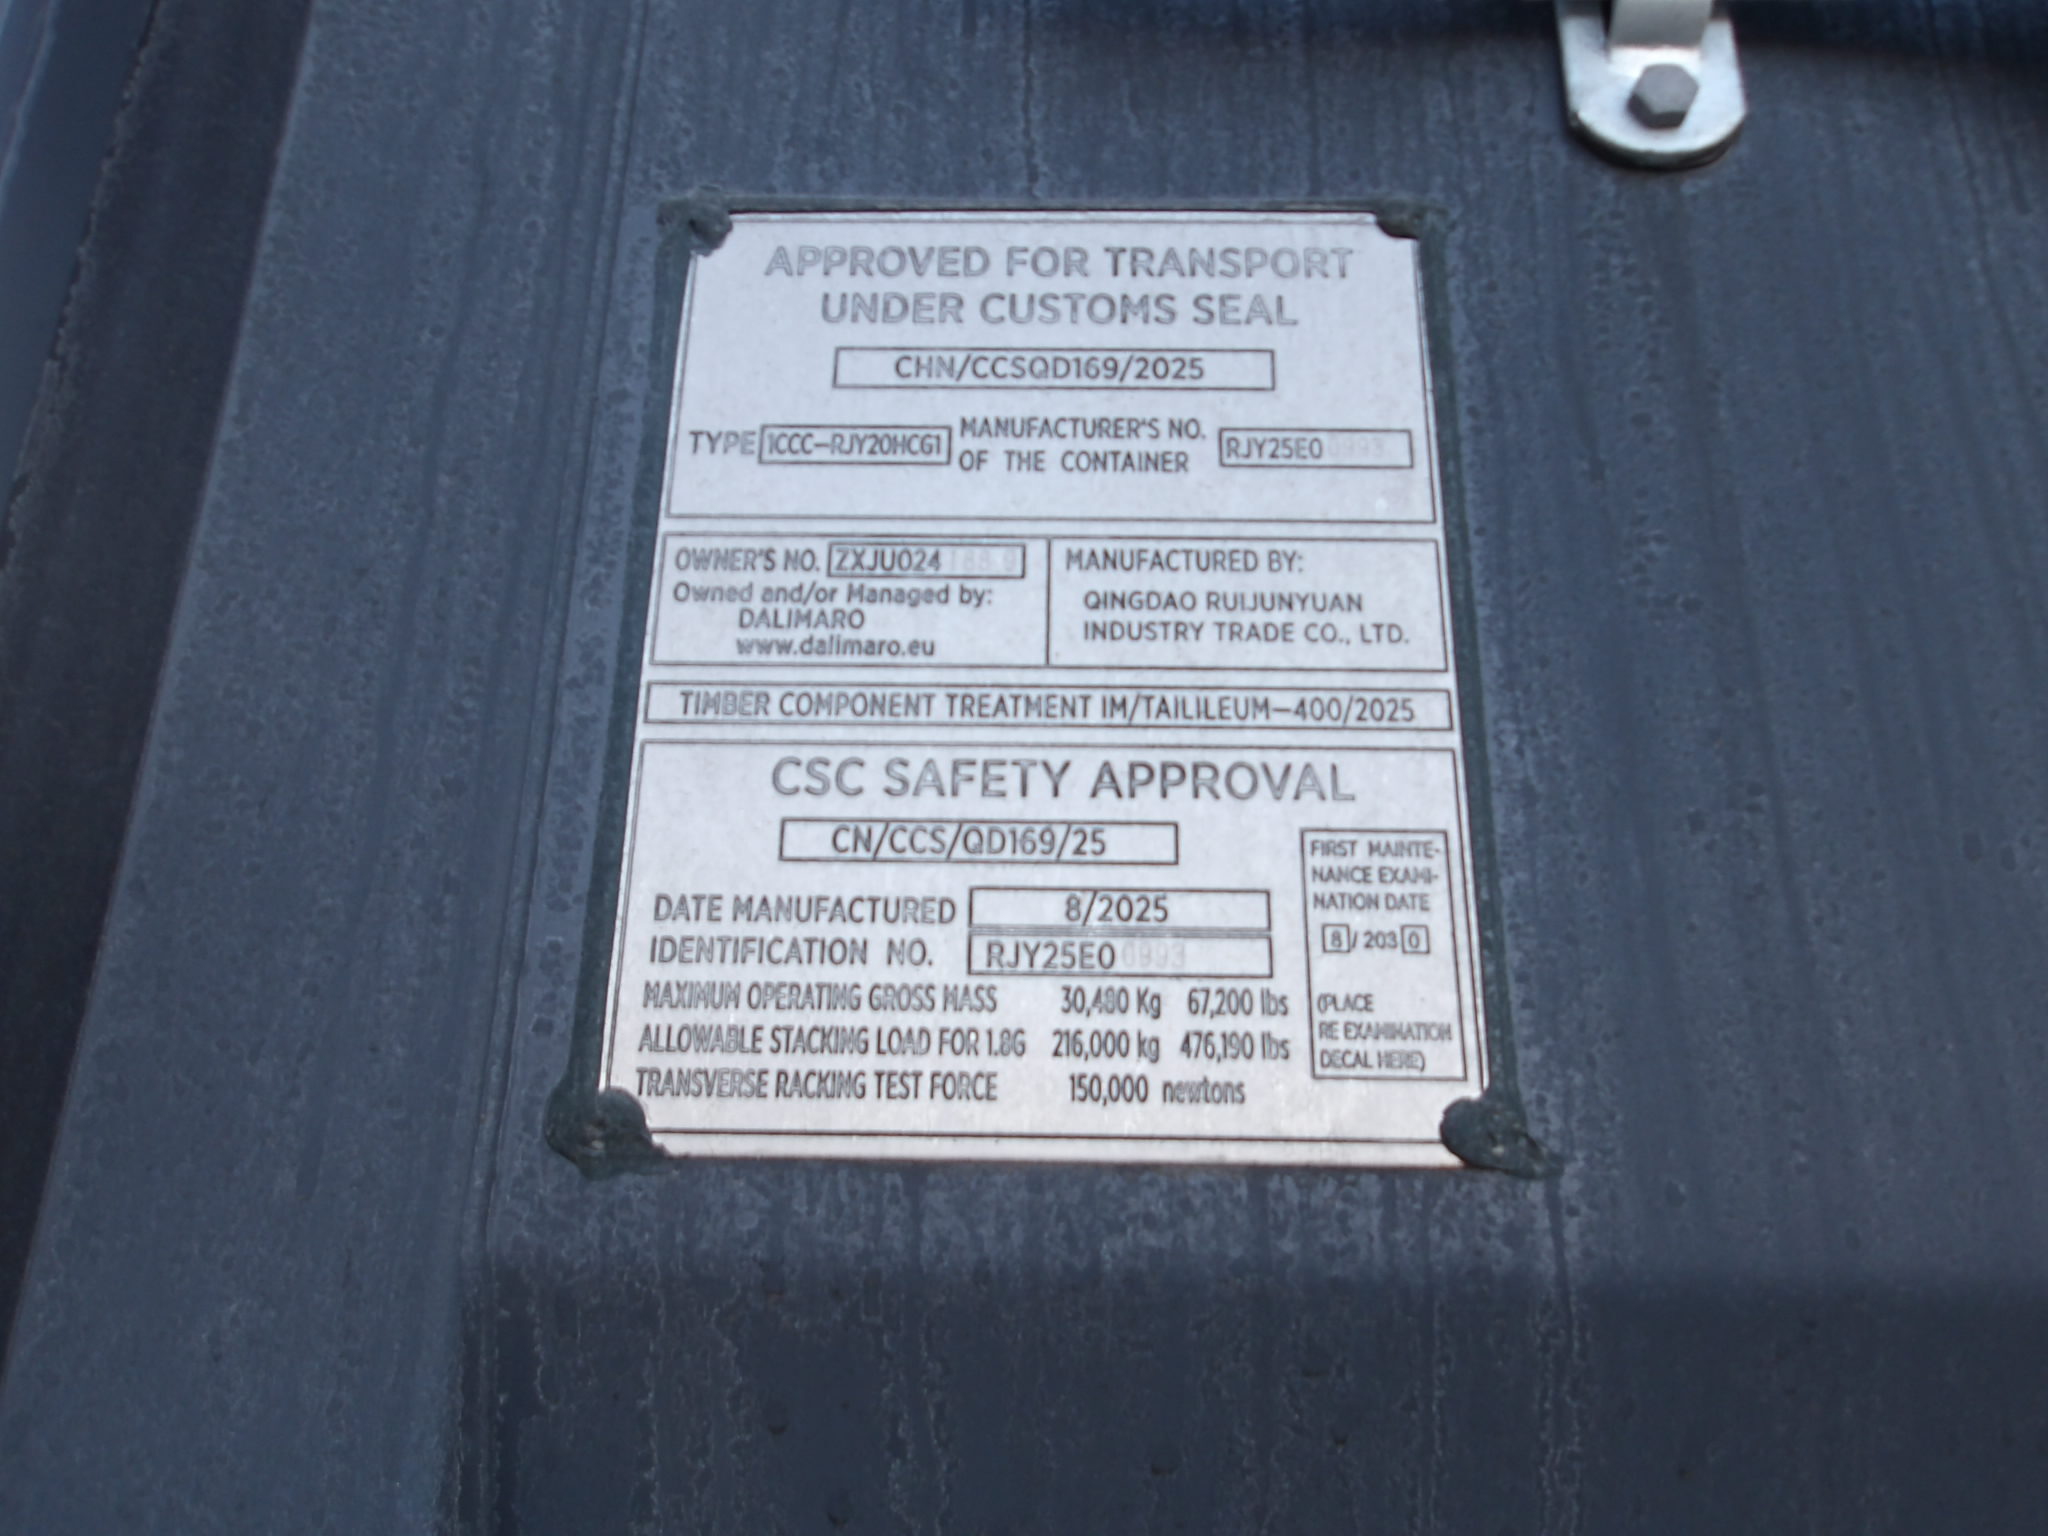 APPROVED FOR TRANSPORT
UNDER CUSTOMS SEAL
CHN/CCSQD169/2025
TYPE 1CCC-RJY20HCG1 MANUFACTURER'S NO. OF THE CONTAINER RJY25E00993
OWNER'S NO. ZXJU024188 9
Owned and/or Managed by:
DALIMARO
www.dalimaro.eu
MANUFACTURED BY:
QINGDAO RUIJUNYUAN
INDUSTRY TRADE CO., LTD.
TIMBER COMPONENT TREATMENT IM/TAILILEUM-400/2025
CSC SAFETY APPROVAL
CN/CCS/QD169/25
DATE MANUFACTURED 8/2025
IDENTIFICATION NO. RJY25E00993
MAXIMUM OPERATING GROSS MASS 30,480 Kg 67,200 lbs
ALLOWABLE STACKING LOAD FOR 1.8G 216,000 kg 476,190 lbs
TRANSVERSE RACKING TEST FORCE 150,000 newtons
FIRST MAINTE-
NANCE EXAMI-
NATION DATE
8/2030
(PLACE
RE EXAMINATION
DECAL HERE)